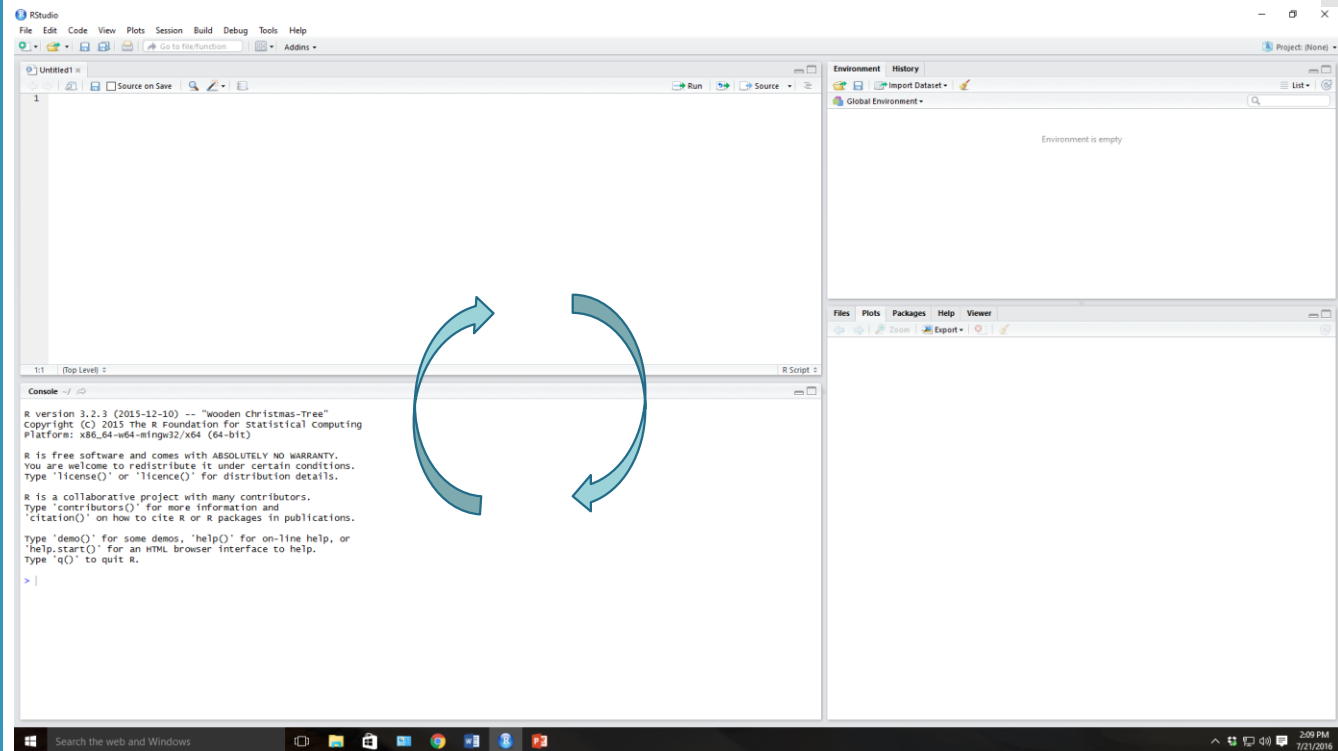 RStudio
File Edit Code View Plots Session Build Debug Tools Help
Go to file/function Addins
Project: (None)
Untitled1
Source on Save Run Source
1
1:1 (Top Level) R Script
Console ~/
R version 3.2.3 (2015-12-10) -- "Wooden Christmas-Tree"
Copyright (C) 2015 The R Foundation for Statistical Computing
Platform: x86_64-w64-mingw32/x64 (64-bit)
R is free software and comes with ABSOLUTELY NO WARRANTY.
You are welcome to redistribute it under certain conditions.
Type 'license()' or 'licence()' for distribution details.
R is a collaborative project with many contributors.
Type 'contributors()' for more information and
'citation()' on how to cite R or R packages in publications.
Type 'demo()' for some demos, 'help()' for on-line help, or
'help.start()' for an HTML browser interface to help.
Type 'q()' to quit R.
>
Environment History
Import Dataset List
Global Environment
Environment is empty
Files Plots Packages Help Viewer
Zoom Export
Search the web and Windows
2:09 PM
7/21/2016